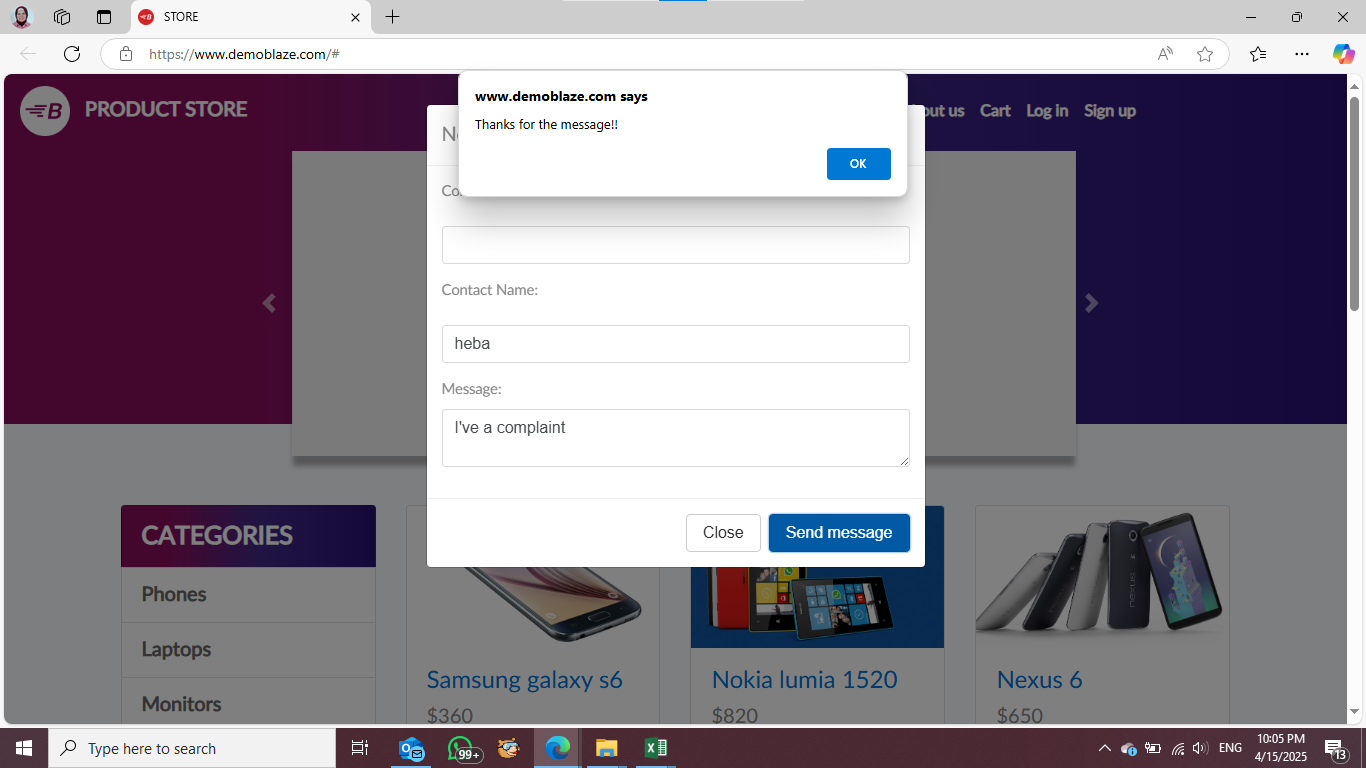 STORE
https://www.demoblaze.com/#
B PRODUCT STORE
out us Cart Log in Sign up
www.demoblaze.com says
Thanks for the message!!
OK
Contact Name:
heba
Message:
I've a complaint
Close Send message
CATEGORIES
Phones
Laptops
Monitors
Samsung galaxy s6
$360
Nokia lumia 1520
$820
Nexus 6
$650
Type here to search
99+
ENG
10:05 PM
4/15/2025
13